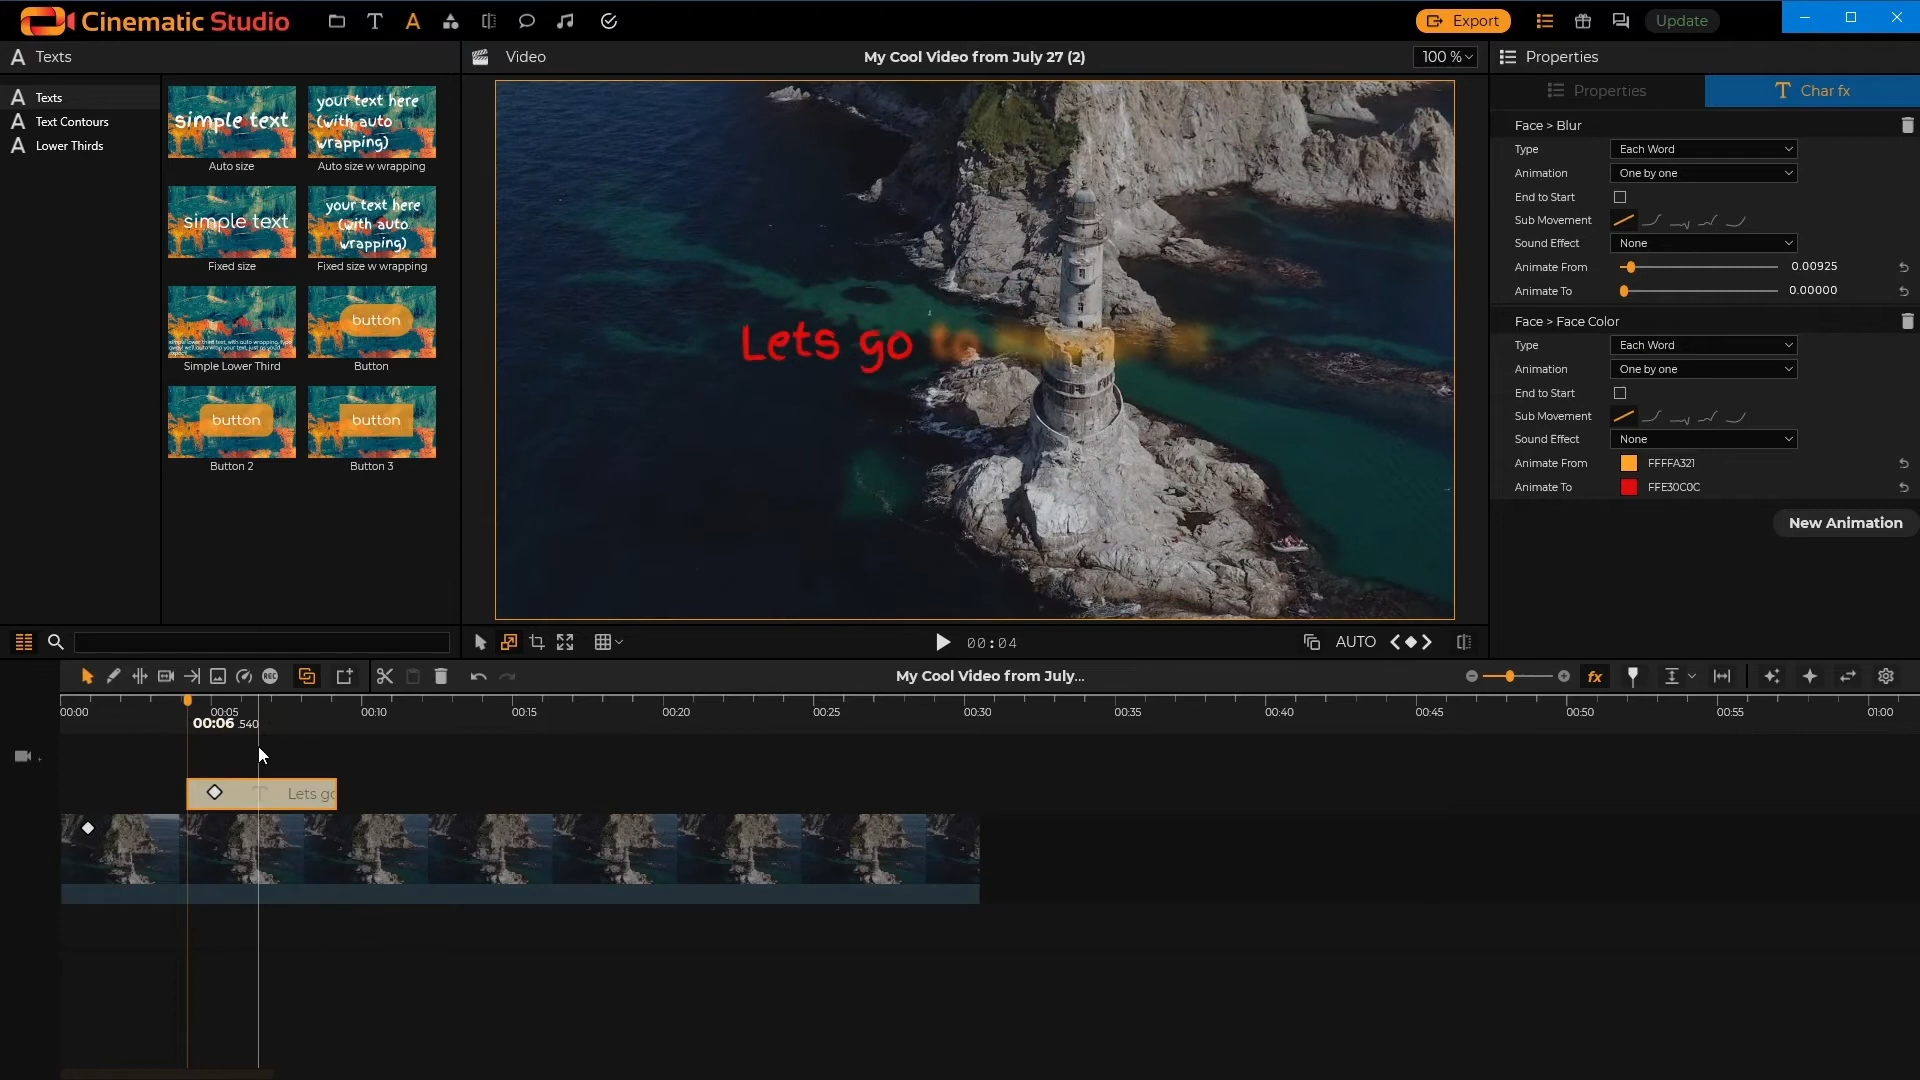 Cinematic Studio
Export
Update
Texts
Video
My Cool Video from July 27 (2)
100 %
Properties
Texts
Text Contours
Lower Thirds
simple text
Auto size
your text here
(with auto
wrapping)
Auto size w wrapping
simple text
Fixed size
your text here
(with auto
wrapping)
Fixed size w wrapping
Simple Lower Third
button
Button
button
Button 2
button
Button 3
Lets go to
Properties
Char fx
Face > Blur
Type
Each Word
Animation
One by one
End to Start
Sub Movement
Sound Effect
None
Animate From
0.00925
Animate To
0.00000
Face > Face Color
Type
Each Word
Animation
One by one
End to Start
Sub Movement
Sound Effect
None
Animate From
FFFFA321
Animate To
FFE30C0C
New Animation
00:04
AUTO
REC
My Cool Video from July...
fx
00:00
00:05
00:10
00:15
00:20
00:25
00:30
00:35
00:40
00:45
00:50
00:55
01:00
00:06 .540
Lets go